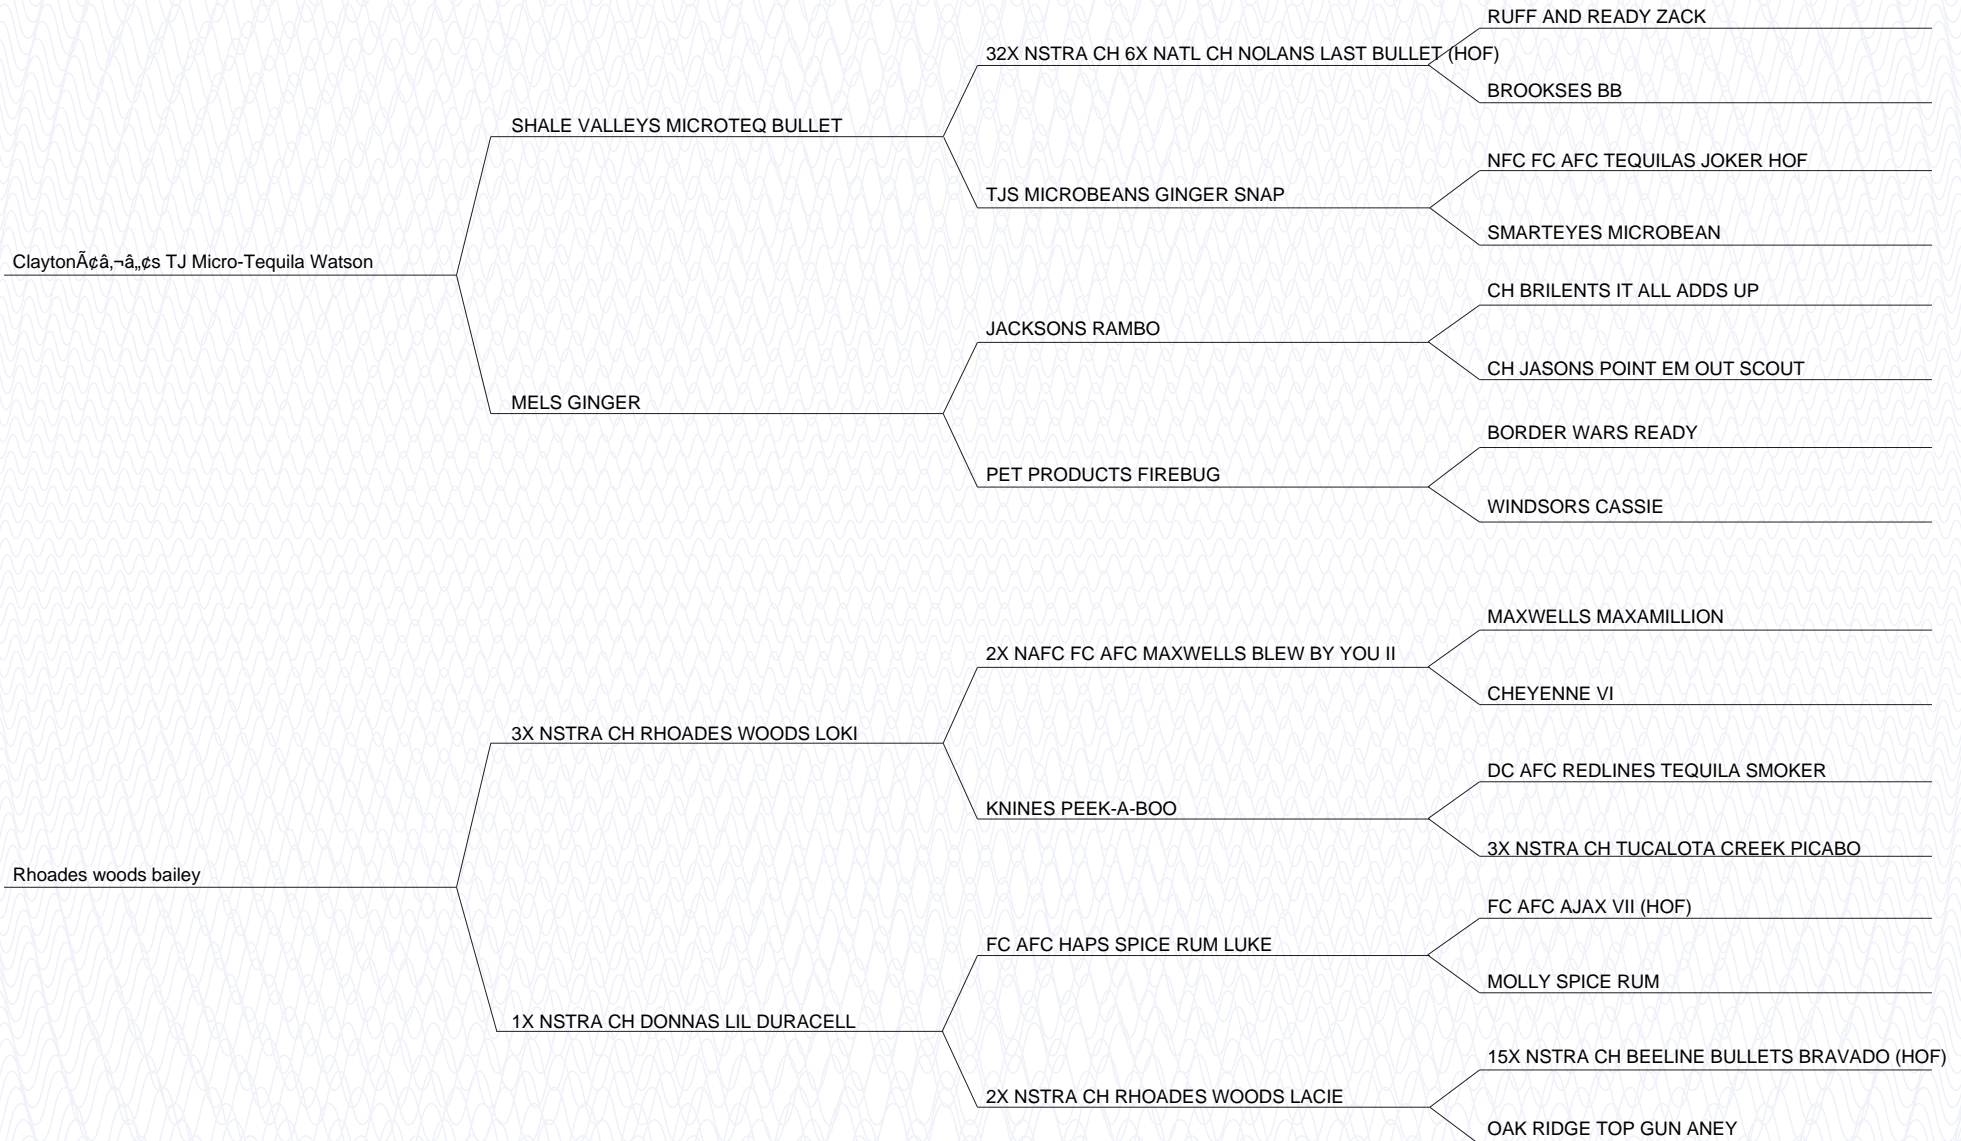 RUFF AND READY ZACK
32X NSTRA CH 6X NATL CH NOLANS LAST BULLET (HOF)
BROOKSES BB
SHALE VALLEYS MICROTEQ BULLET
NFC FC AFC TEQUILAS JOKER HOF
TJS MICROBEANS GINGER SNAP
SMARTEYES MICROBEAN
ClaytonÃ¢â‚¬â„¢s TJ Micro-Tequila Watson
CH BRILENTS IT ALL ADDS UP
JACKSONS RAMBO
CH JASONS POINT EM OUT SCOUT
MELS GINGER
BORDER WARS READY
PET PRODUCTS FIREBUG
WINDSORS CASSIE
MAXWELLS MAXAMILLION
2X NAFC FC AFC MAXWELLS BLEW BY YOU II
CHEYENNE VI
3X NSTRA CH RHOADES WOODS LOKI
DC AFC REDLINES TEQUILA SMOKER
KNINES PEEK-A-BOO
3X NSTRA CH TUCALOTA CREEK PICABO
Rhoades woods bailey
FC AFC AJAX VII (HOF)
FC AFC HAPS SPICE RUM LUKE
MOLLY SPICE RUM
1X NSTRA CH DONNAS LIL DURACELL
15X NSTRA CH BEELINE BULLETS BRAVADO (HOF)
2X NSTRA CH RHOADES WOODS LACIE
OAK RIDGE TOP GUN ANEY